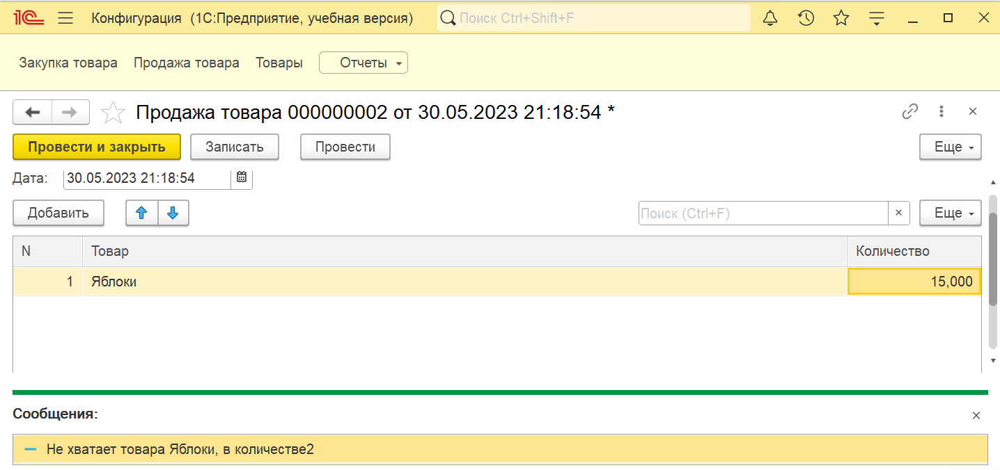 1С Конфигурация (1С:Предприятие, учебная версия) Поиск Ctrl+Shift+F
Закупка товара Продажа товара Товары Отчеты
Продажа товара 000000002 от 30.05.2023 21:18:54 *
Провести и закрыть Записать Провести Еще
Дата: 30.05.2023 21:18:54
Добавить Поиск (Ctrl+F) × Еще
N Товар Количество
1 Яблоки 15,000
Сообщения:
Не хватает товара Яблоки, в количестве2